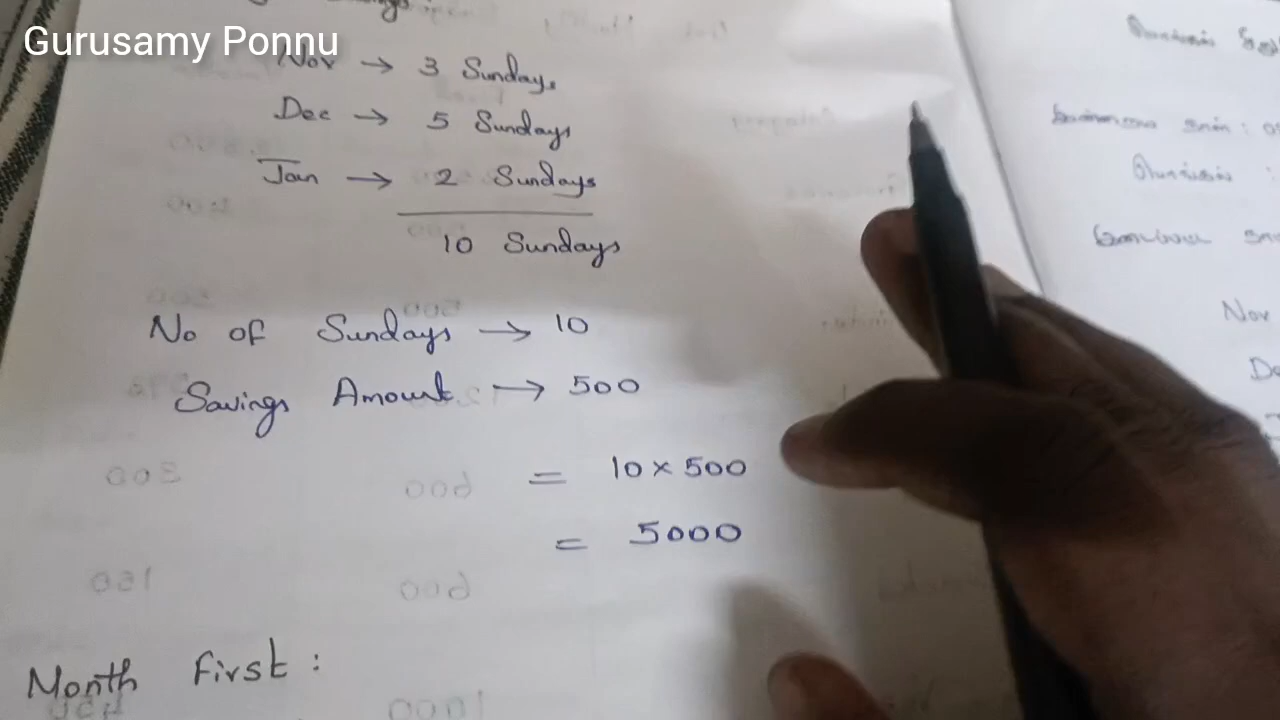 Gurusamy Ponnu
Nov → 3 Sundays
Dec → 5 Sundays
Jan → 2 Sundays
10 Sundays
No of Sundays → 10
Savings Amount → 500
= 10 × 500
= 5000
Month First :
Nov